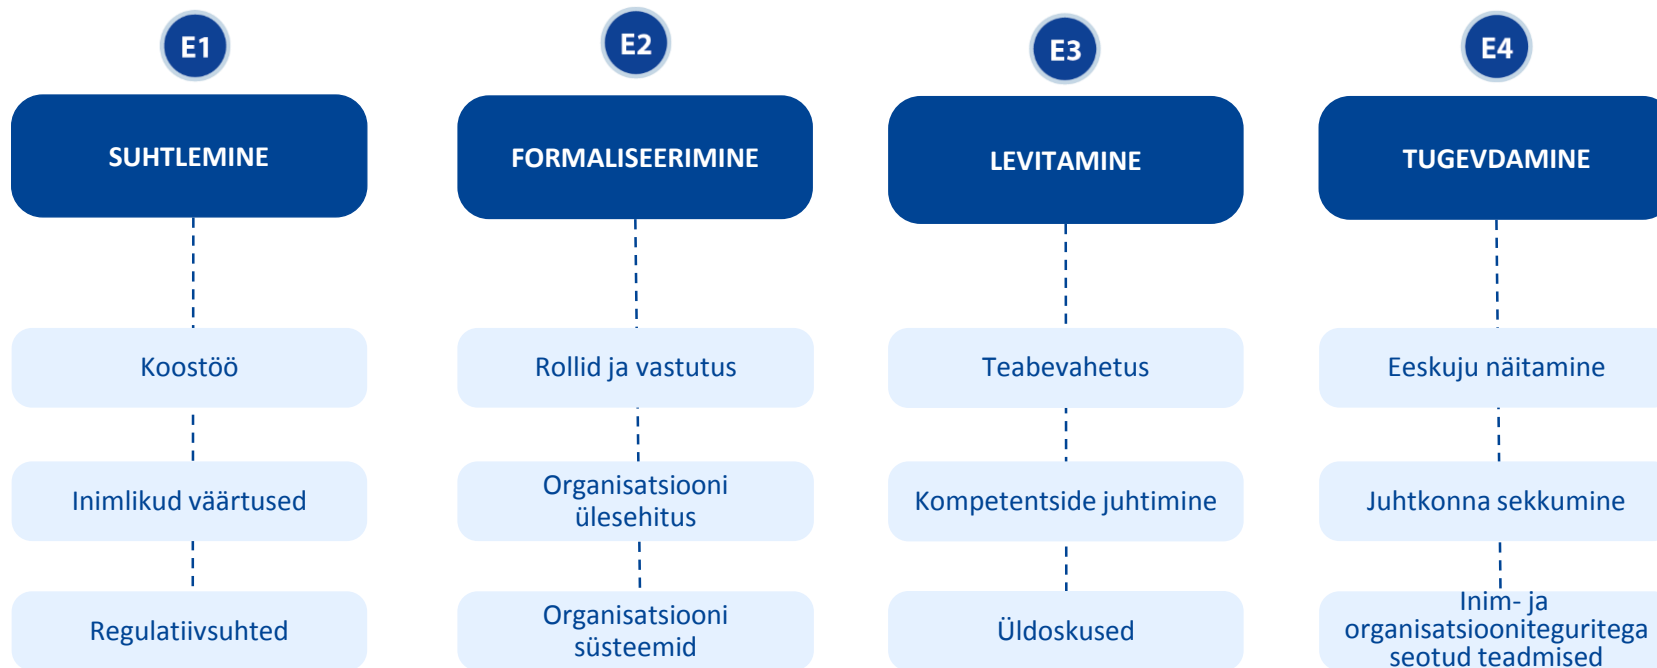 E1
SUHTLEMINE
Koostöö
Inimlikud väärtused
Regulatiivsuhted
E2
FORMALISEERIMINE
Rollid ja vastutus
Organisatsiooni
ülesehitus
Organisatsiooni
süsteemid
E3
LEVITAMINE
Teabevahetus
Kompetentside juhtimine
Üldoskused
E4
TUGEVDAMINE
Eeskuju näitamine
Juhtkonna sekkumine
Inim- ja
organisatsiooniteguritega
seotud teadmised